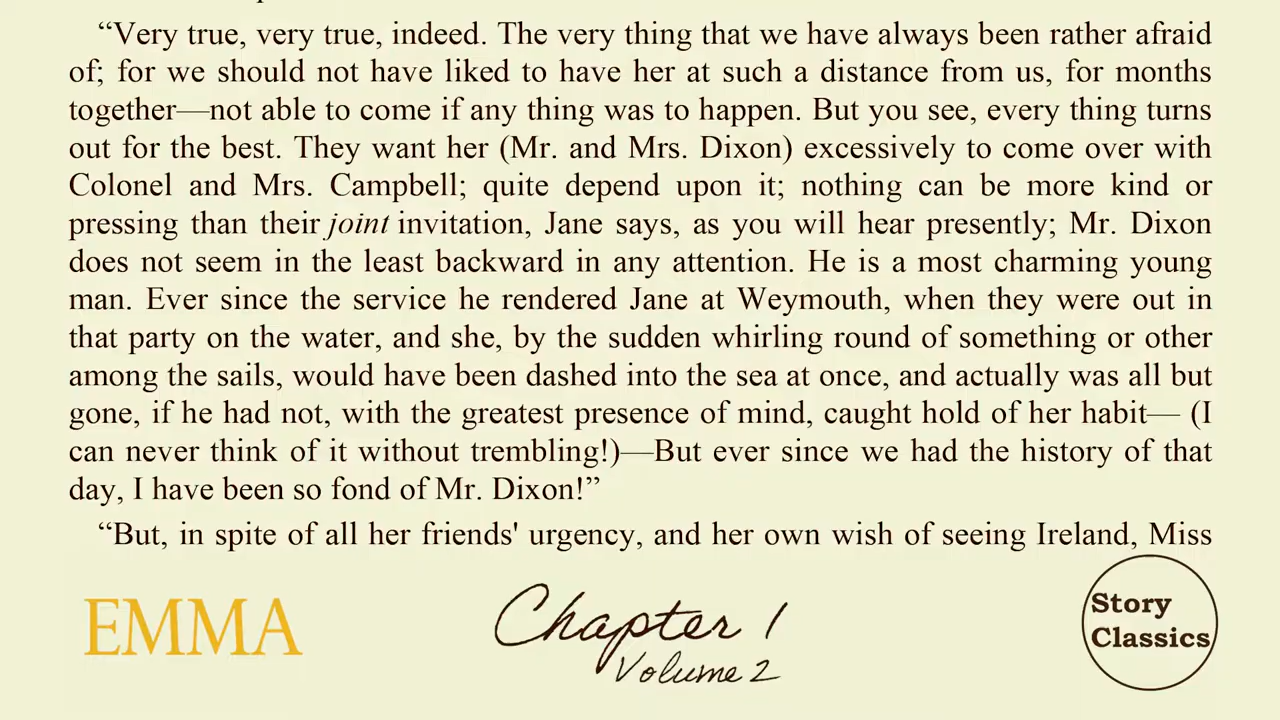 “Very true, very true, indeed. The very thing that we have always been rather afraid
of; for we should not have liked to have her at such a distance from us, for months
together—not able to come if any thing was to happen. But you see, every thing turns
out for the best. They want her (Mr. and Mrs. Dixon) excessively to come over with
Colonel and Mrs. Campbell; quite depend upon it; nothing can be more kind or
pressing than their joint invitation, Jane says, as you will hear presently; Mr. Dixon
does not seem in the least backward in any attention. He is a most charming young
man. Ever since the service he rendered Jane at Weymouth, when they were out in
that party on the water, and she, by the sudden whirling round of something or other
among the sails, would have been dashed into the sea at once, and actually was all but
gone, if he had not, with the greatest presence of mind, caught hold of her habit— (I
can never think of it without trembling!)—But ever since we had the history of that
day, I have been so fond of Mr. Dixon!”
“But, in spite of all her friends' urgency, and her own wish of seeing Ireland, Miss
EMMA
Chapter 1
Volume 2
Story
Classics